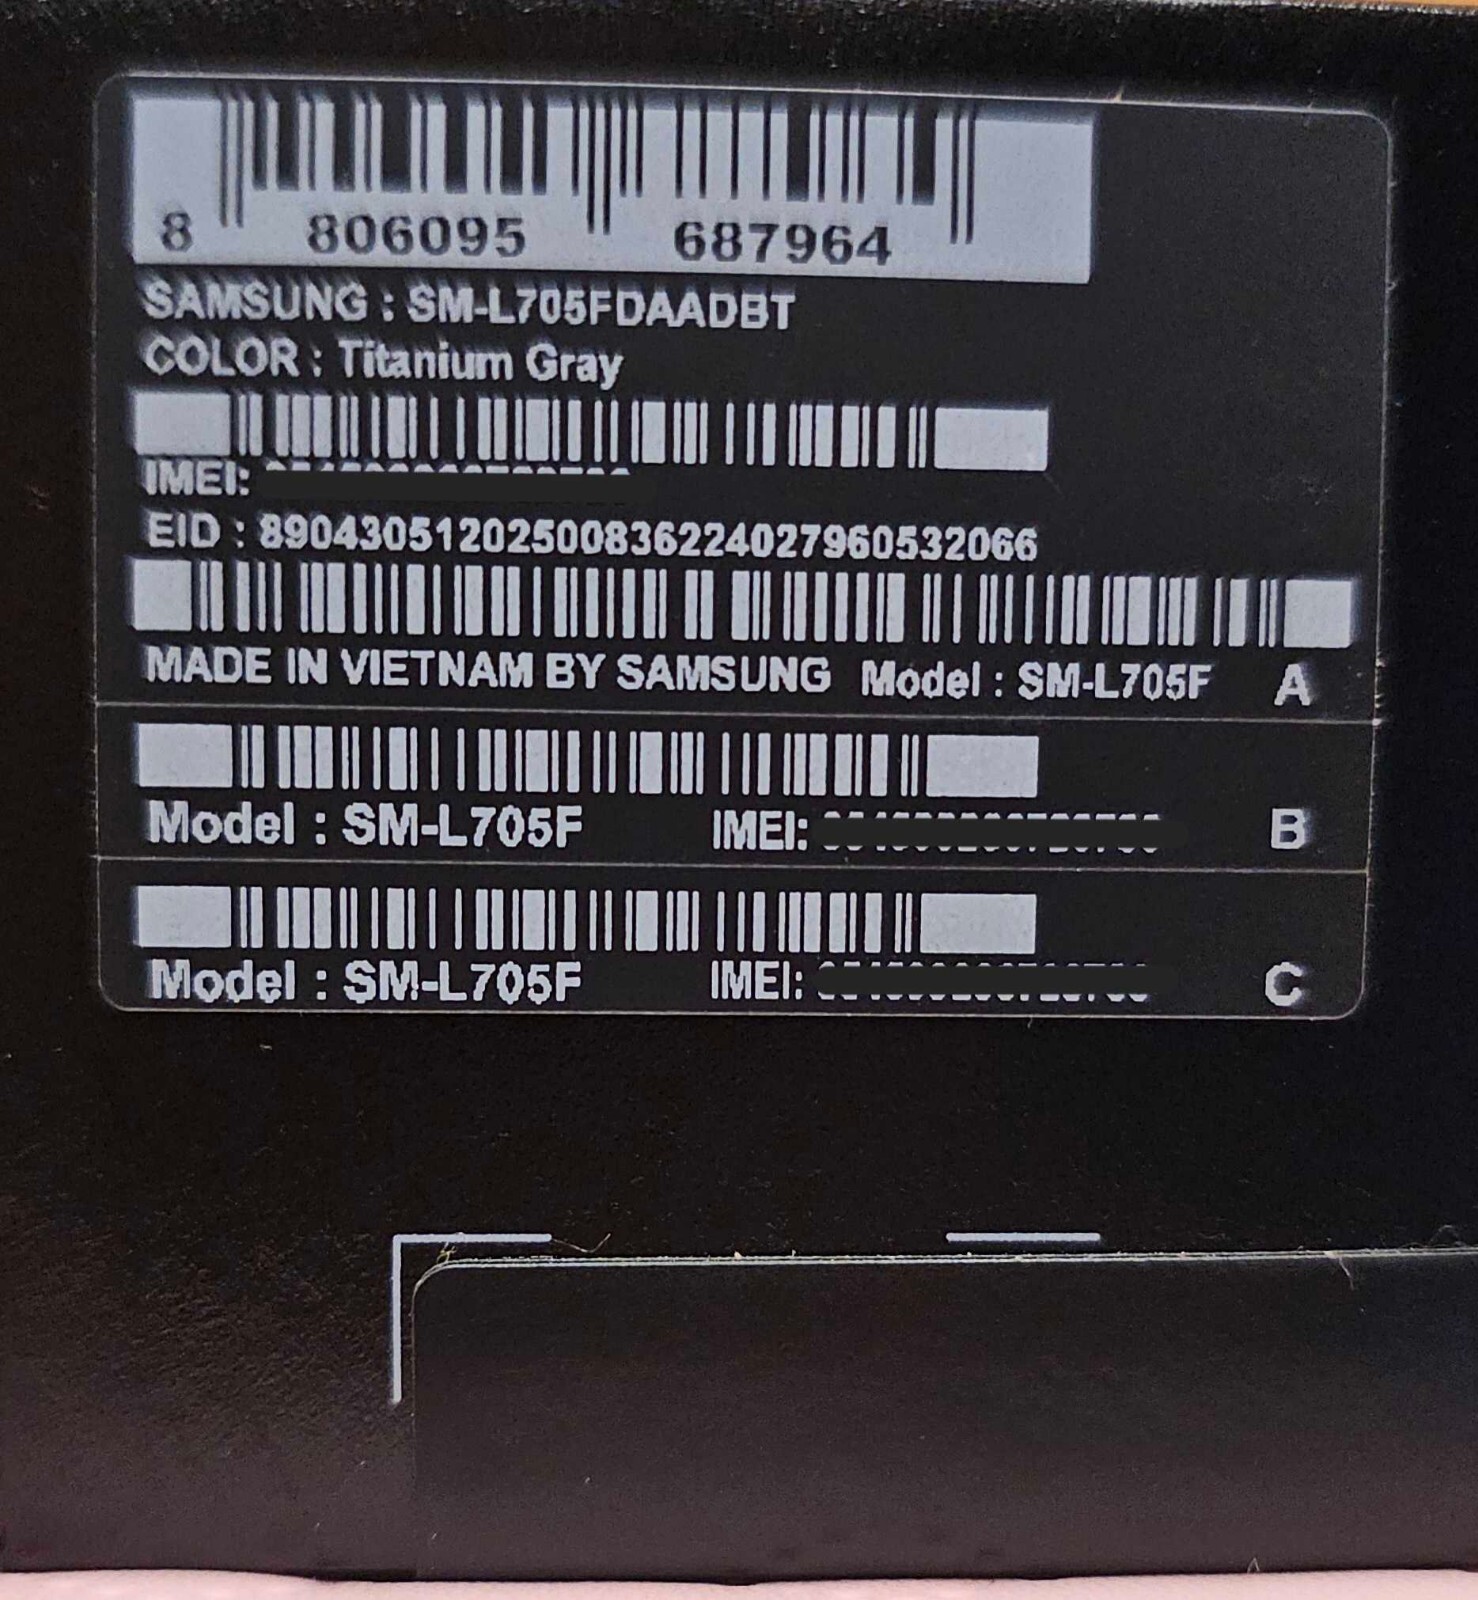 8 806095 687964
SAMSUNG : SM-L705FDAADBT
COLOR : Titanium Gray
IMEI:
EID : 89043051202500836224027960532066
MADE IN VIETNAM BY SAMSUNG Model : SM-L705F A
Model : SM-L705F IMEI: B
Model : SM-L705F IMEI: C